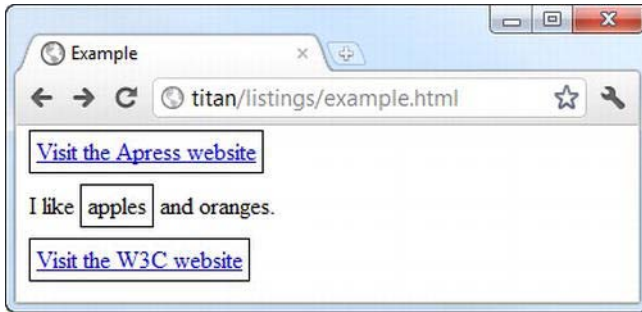 Example
titan/listings/example.html
Visit the Apress website
I like apples and oranges.
Visit the W3C website